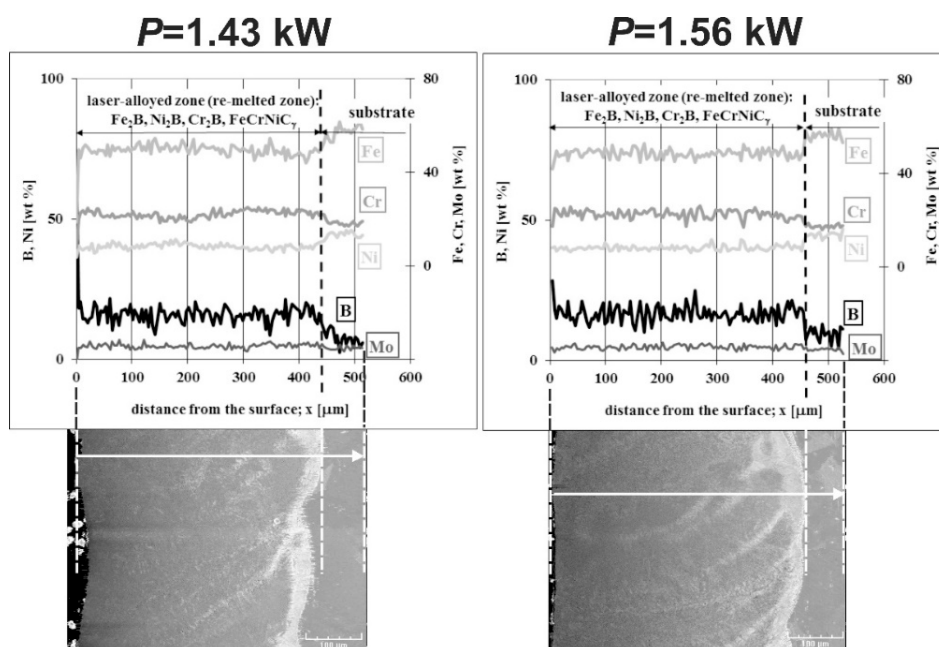 P=1.43 kW
100
80
laser-alloyed zone (re-melted zone):
substrate
Fe₂B, Ni₂B, Cr₂B, FeCrNiCγ
Fe
B, Ni [wt %]
50
40
Fe, Cr, Mo [wt %]
Cr
Ni
0
B
Mo
0
0 100 200 300 400 500 600
distance from the surface; x [μm]
100 μm
P=1.56 kW
100
80
laser-alloyed zone (re-melted zone):
substrate
Fe₂B, Ni₂B, Cr₂B, FeCrNiCγ
Fe
B, Ni [wt %]
50
40
Fe, Cr, Mo [wt %]
Cr
Ni
0
B
Mo
0
0 100 200 300 400 500 600
distance from the surface; x [μm]
100 μm